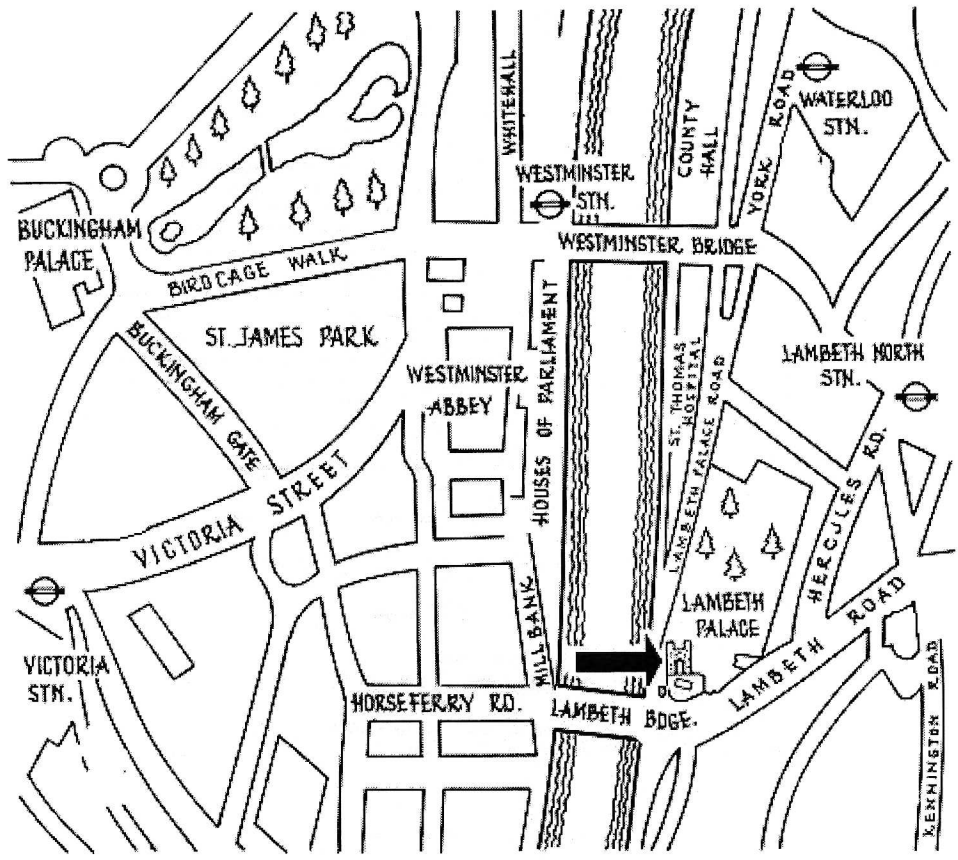 WHITEHALL
COUNTY
HALL
ROAD
YORK
WATERLOO
STN.
WESTMINSTER
STN.
BUCKINGHAM
PALACE
WESTMINSTER BRIDGE
BIRDCAGE WALK
ST. JAMES PARK
BUCKINGHAM GATE
WESTMINSTER
ABBEY
HOUSES OF PARLIAMENT
ST. THOMAS
HOSPITAL
LAMBETH PALACE ROAD
LAMBETH NORTH
STN.
HERCULES RD.
VICTORIA STREET
MILLBANK
LAMBETH
PALACE
LAMBETH ROAD
VICTORIA
STN.
HORSEFERRY RD.
LAMBETH BDGE.
LAMBETH
KENNINGTON ROAD